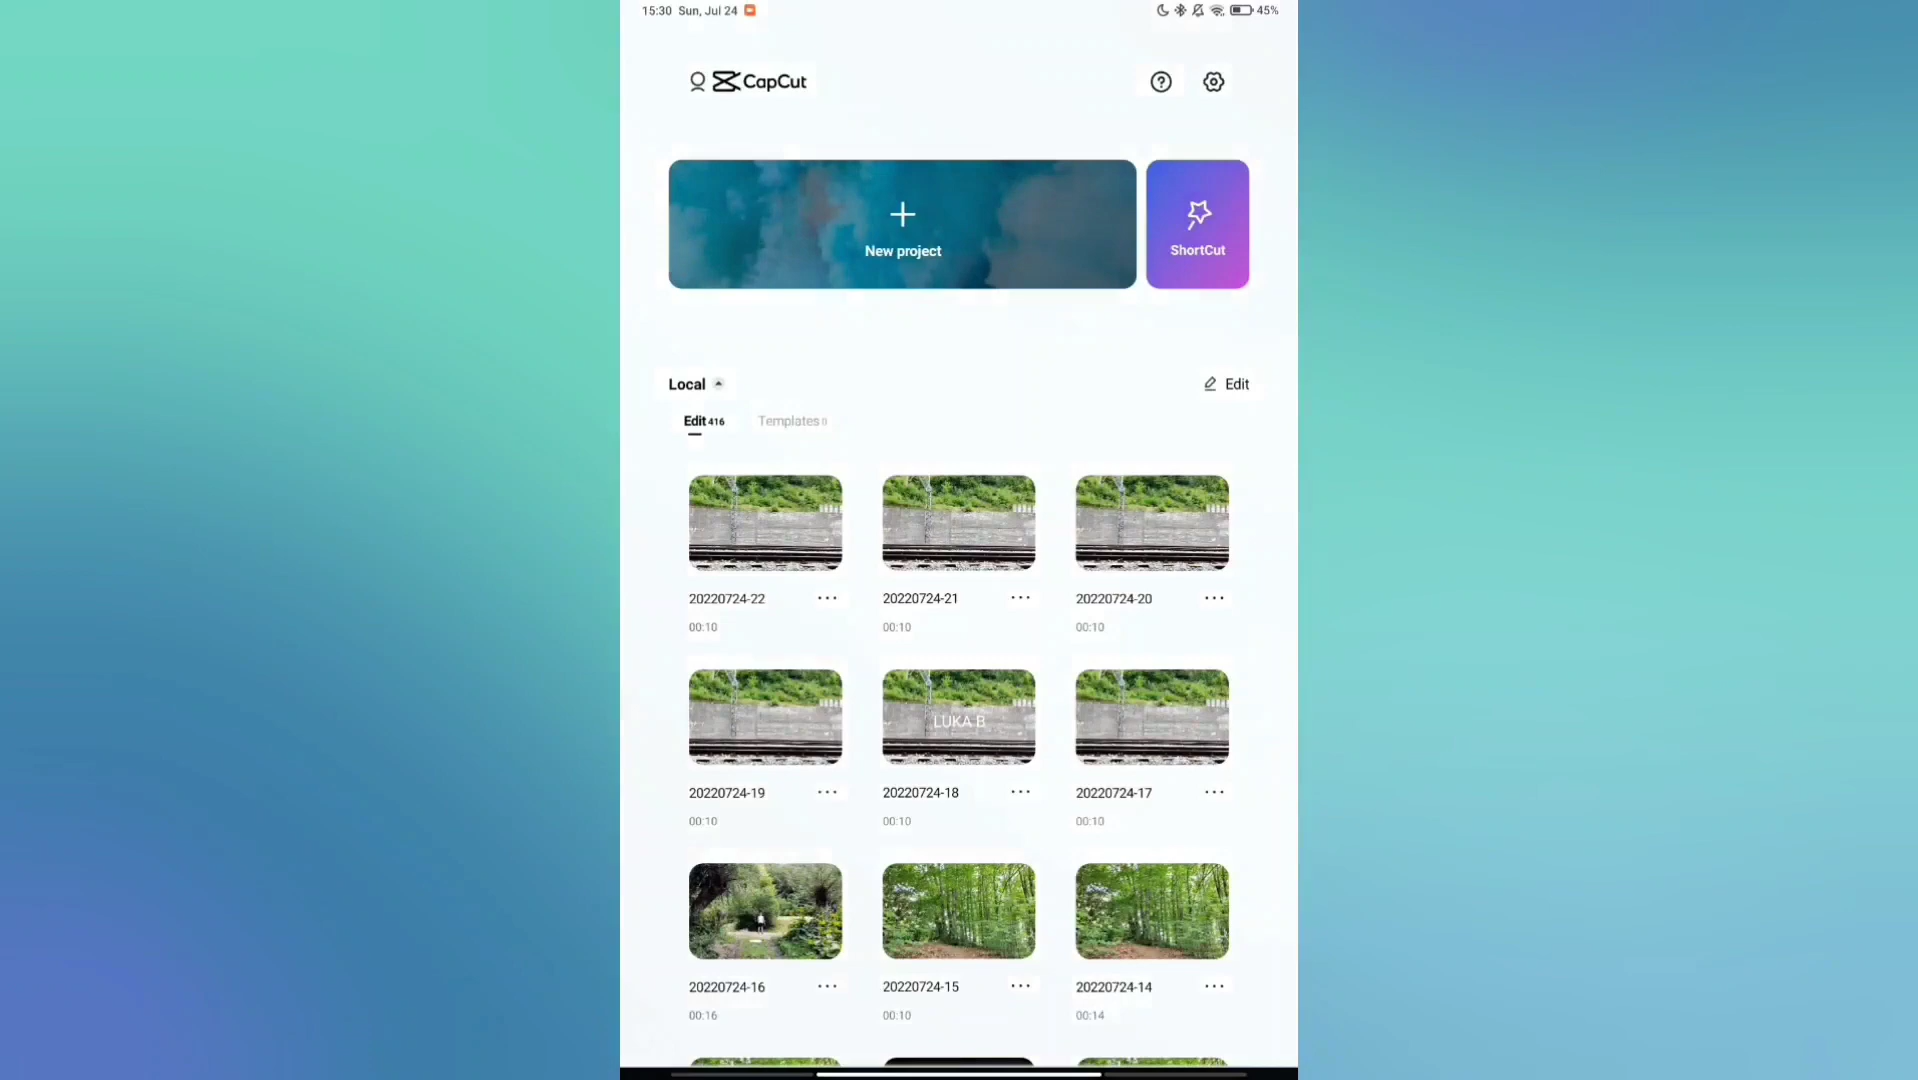 15:30 Sun, Jul 24 45%
CapCut
New project
ShortCut
Local Edit
Edit 416 Templates 0
20220724-22 ··· 20220724-21 ··· 20220724-20 ···
00:10 00:10 00:10
LUKA B
20220724-19 ··· 20220724-18 ··· 20220724-17 ···
00:10 00:10 00:10
20220724-16 ··· 20220724-15 ··· 20220724-14 ···
00:16 00:10 00:14